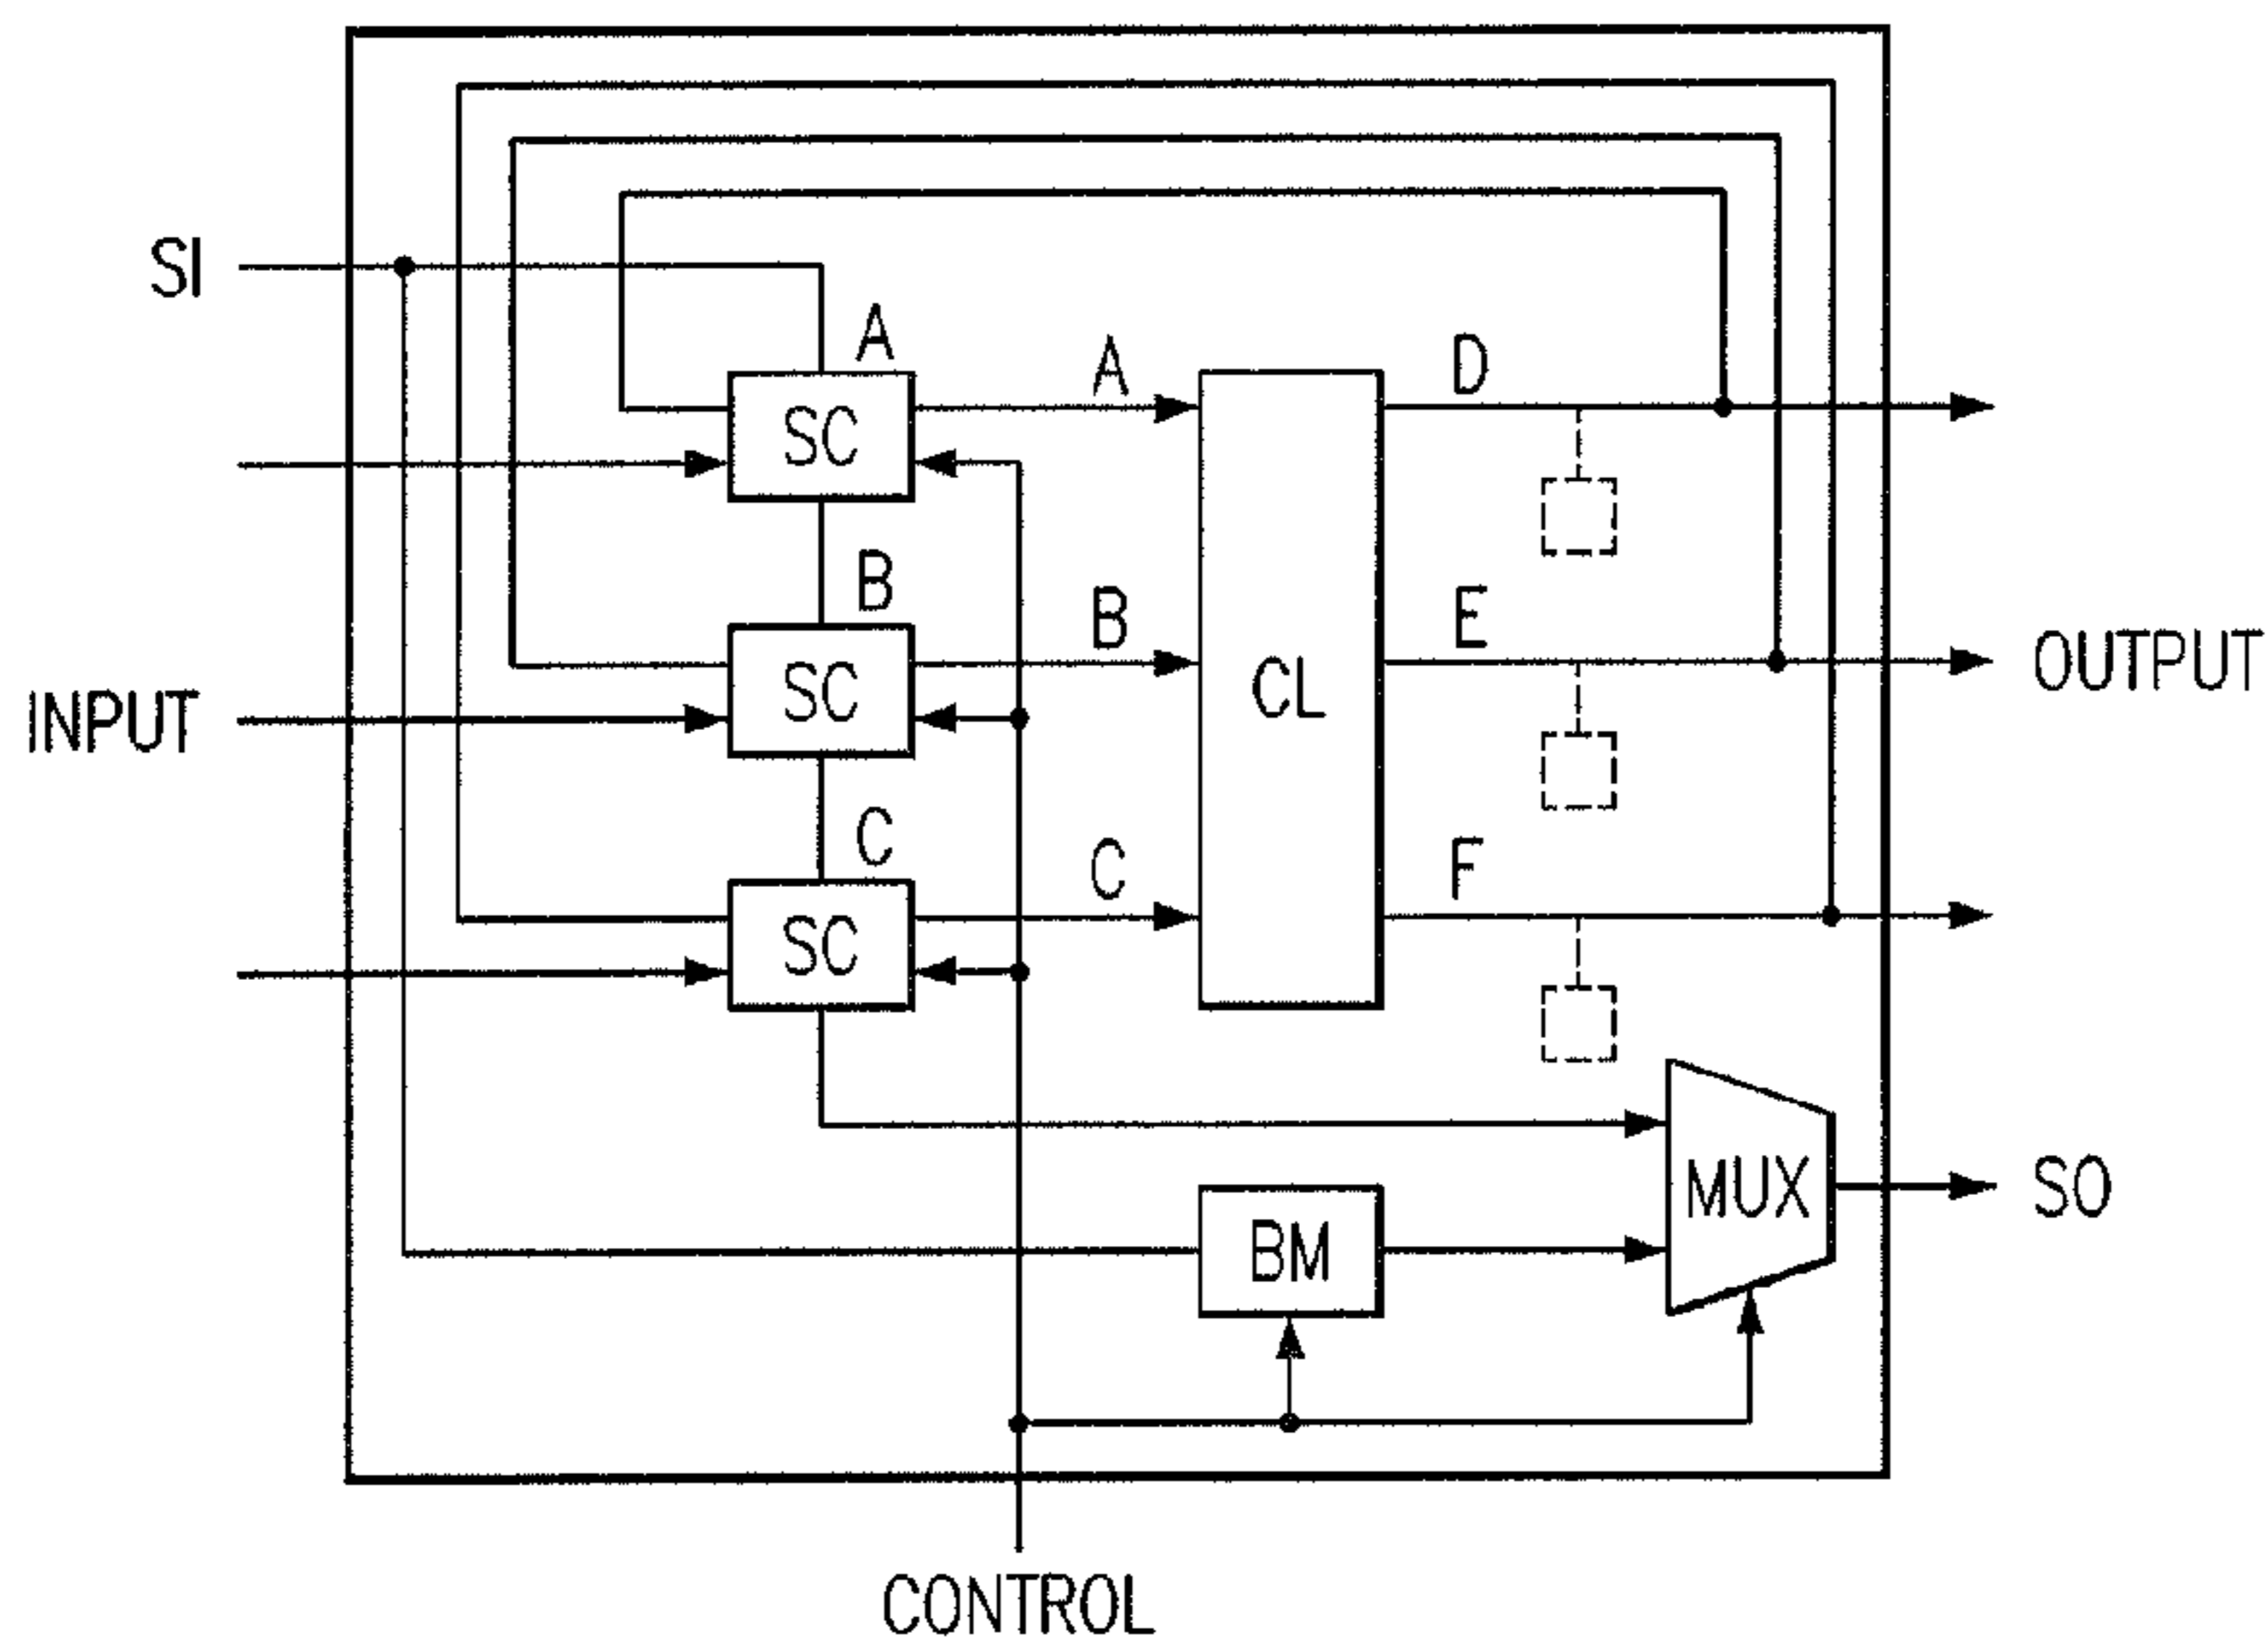 SI
A
A
D
SC
B
B
E
SC
CL
OUTPUT
INPUT
C
C
F
SC
MUX
SO
BM
CONTROL